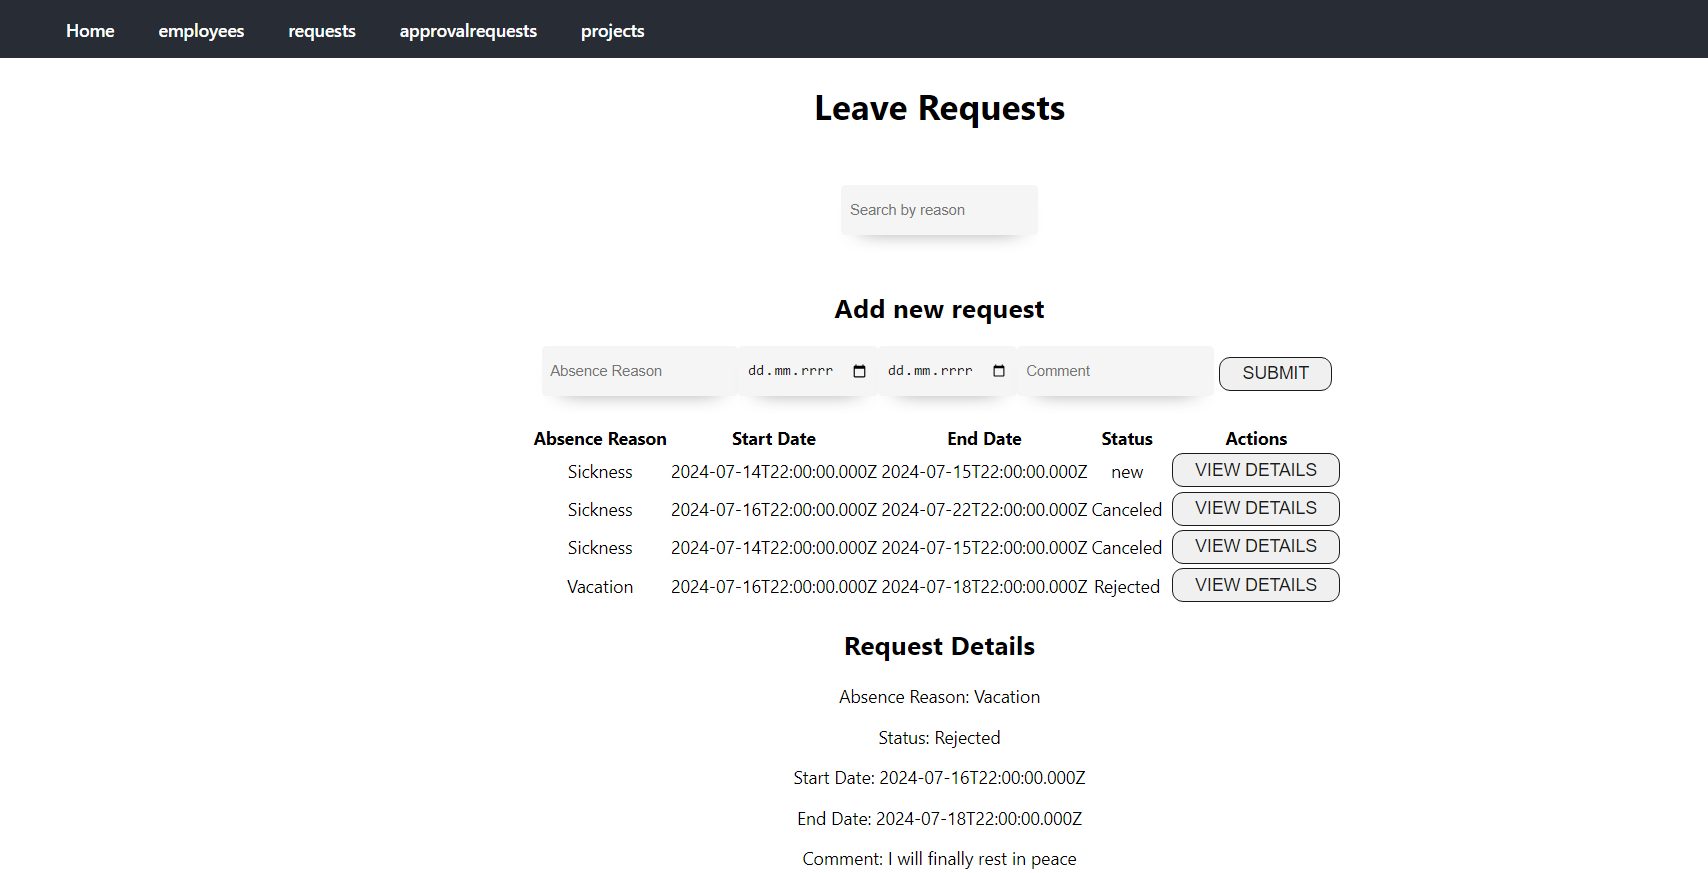 Home employees requests approvalrequests projects
Leave Requests
Search by reason
Add new request
Absence Reason dd.mm.rrrr dd.mm.rrrr Comment SUBMIT
Absence Reason Start Date End Date Status Actions
Sickness 2024-07-14T22:00:00.000Z 2024-07-15T22:00:00.000Z new VIEW DETAILS
Sickness 2024-07-16T22:00:00.000Z 2024-07-22T22:00:00.000Z Canceled VIEW DETAILS
Sickness 2024-07-14T22:00:00.000Z 2024-07-15T22:00:00.000Z Canceled VIEW DETAILS
Vacation 2024-07-16T22:00:00.000Z 2024-07-18T22:00:00.000Z Rejected VIEW DETAILS
Request Details
Absence Reason: Vacation
Status: Rejected
Start Date: 2024-07-16T22:00:00.000Z
End Date: 2024-07-18T22:00:00.000Z
Comment: I will finally rest in peace